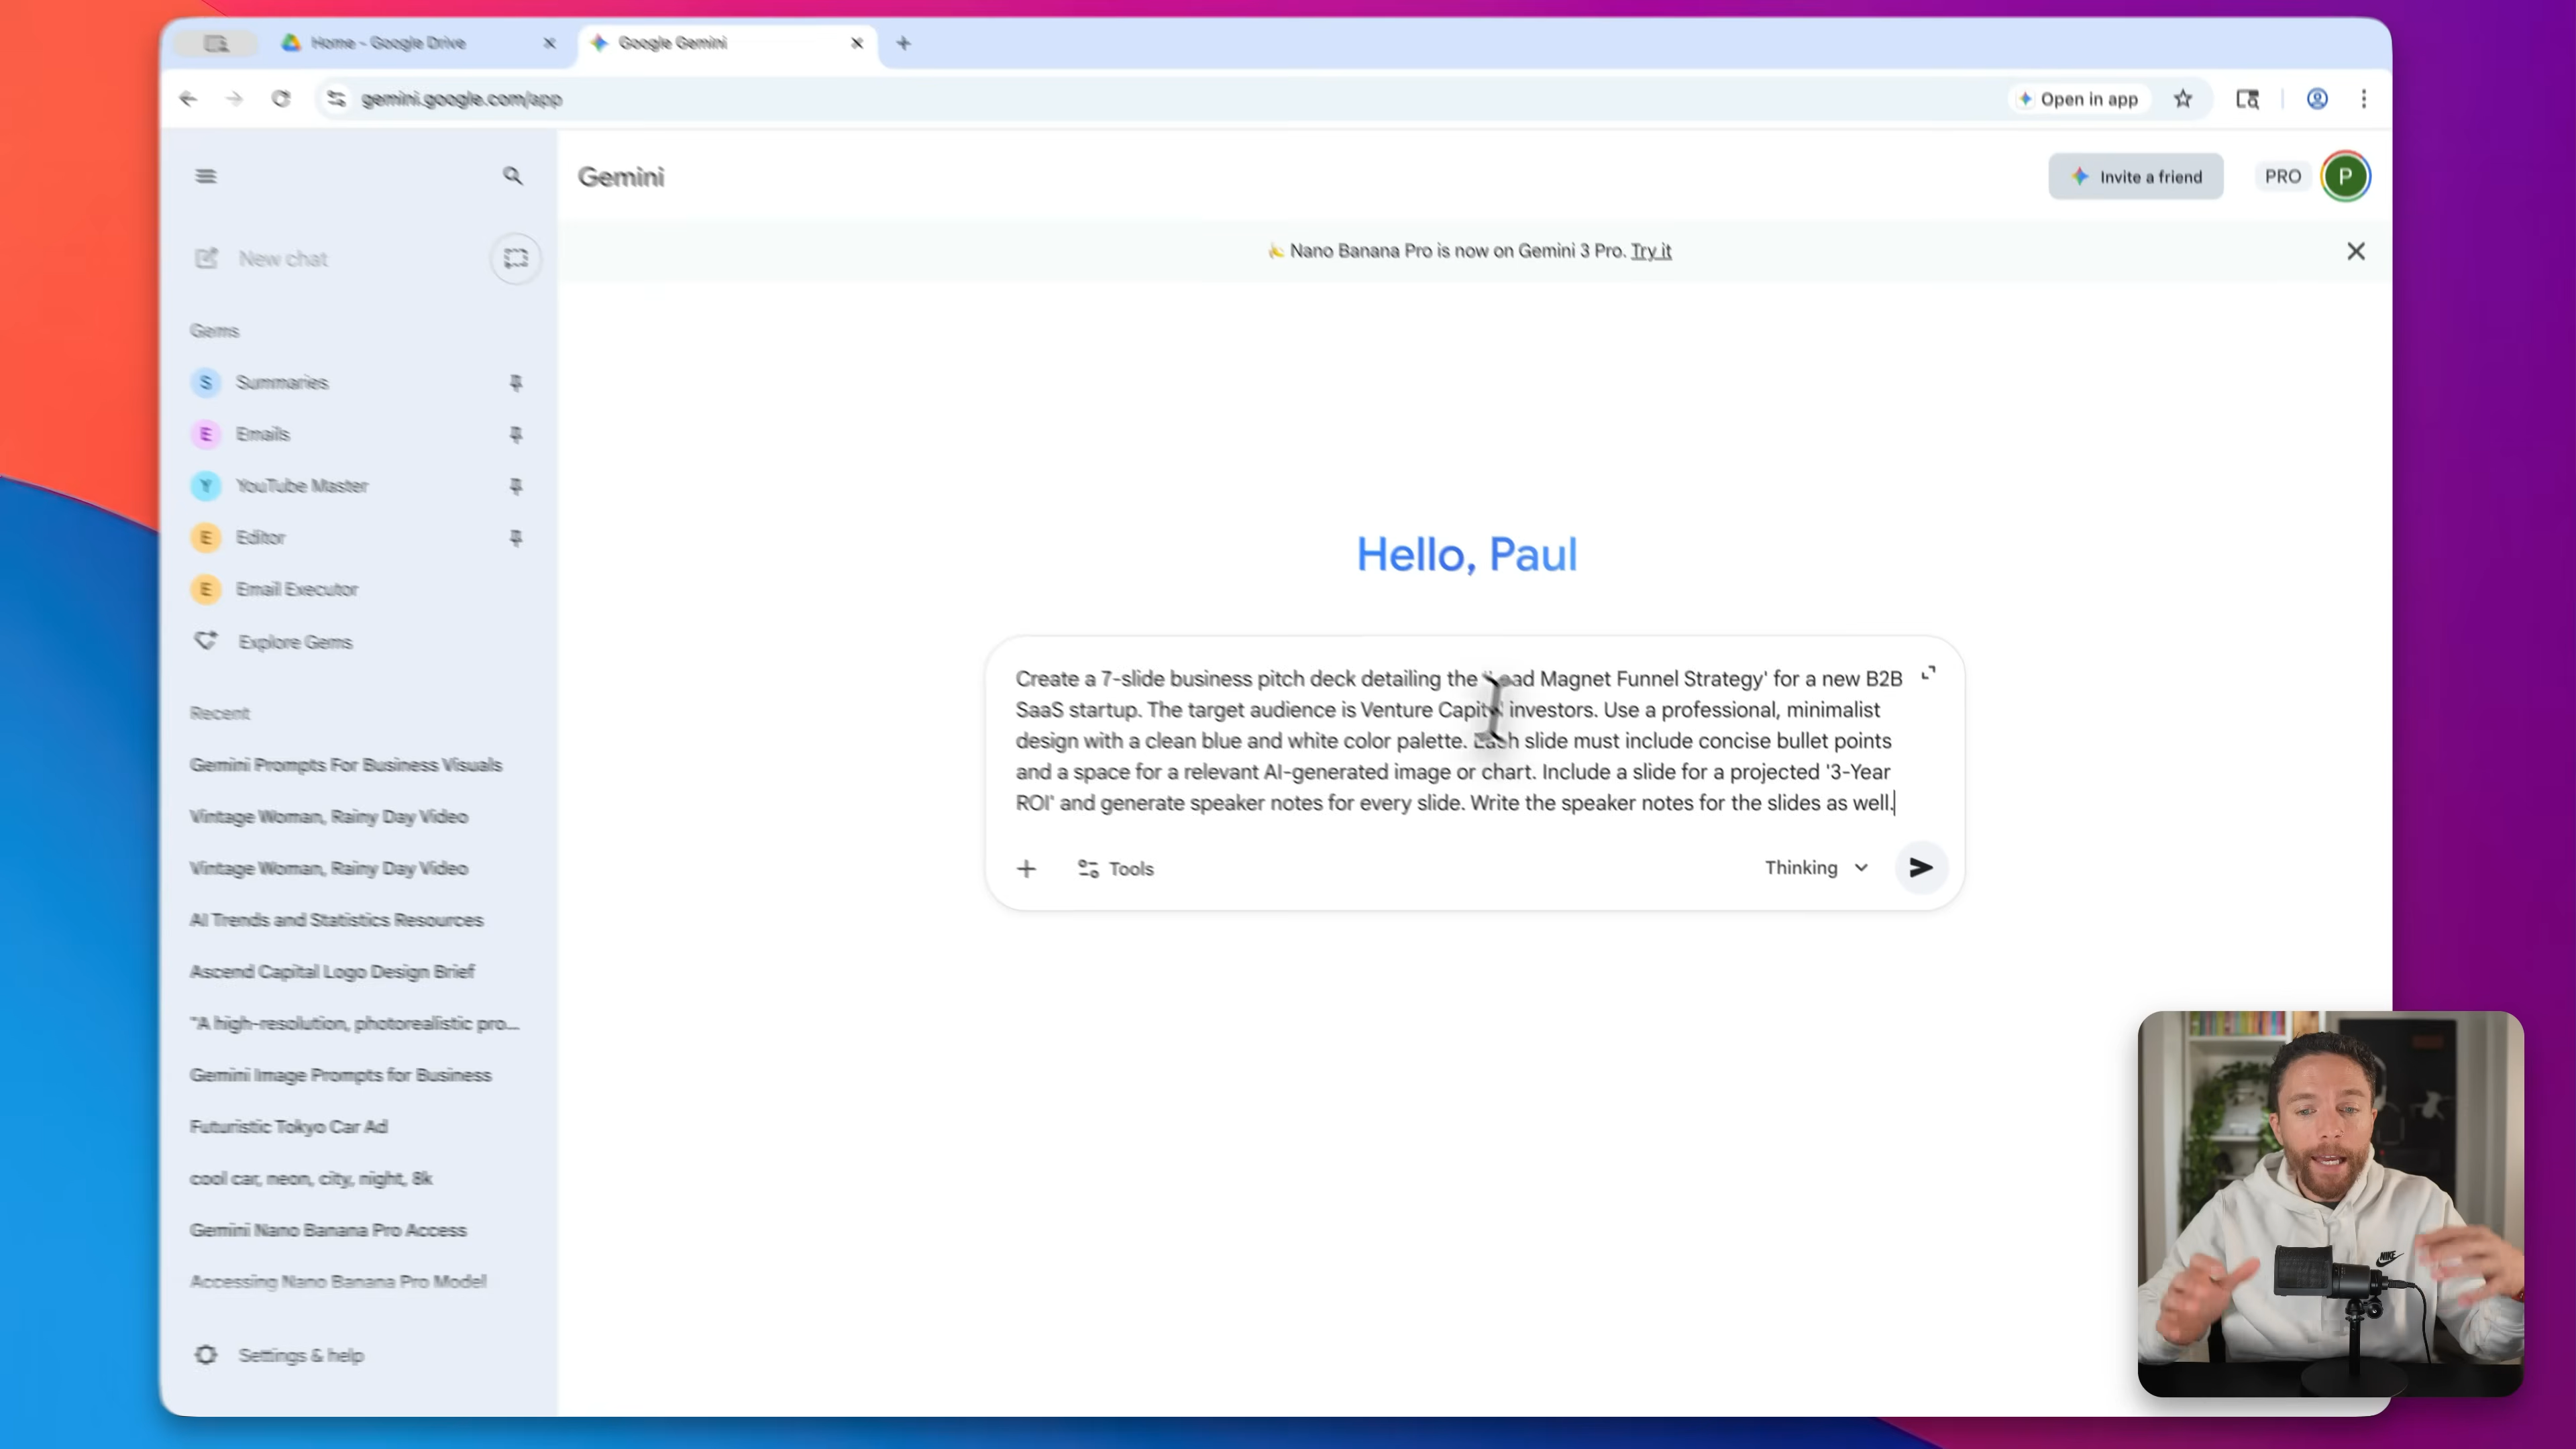 Home - Google Drive
Google Gemini
gemini.google.com/app
Open in app
Gemini
Invite a friend
PRO
P
New chat
Nano Banana Pro is now on Gemini 3 Pro. Try it
Gems
S Summaries
E Emails
Y YouTube Master
E Editor
E Email Executor
Explore Gems
Recent
Gemini Prompts For Business Visuals
Vintage Woman, Rainy Day Video
Vintage Woman, Rainy Day Video
AI Trends and Statistics Resources
Ascend Capital Logo Design Brief
"A high-resolution, photorealistic pro...
Gemini Image Prompts for Business
Futuristic Tokyo Car Ad
cool car, neon, city, night, 8k
Gemini Nano Banana Pro Access
Accessing Nano Banana Pro Model
Settings & help
Hello, Paul
Create a 7-slide business pitch deck detailing the 'Lead Magnet Funnel Strategy' for a new B2B
SaaS startup. The target audience is Venture Capital investors. Use a professional, minimalist
design with a clean blue and white color palette. Each slide must include concise bullet points
and a space for a relevant AI-generated image or chart. Include a slide for a projected '3-Year
ROI' and generate speaker notes for every slide. Write the speaker notes for the slides as well.
Tools
Thinking
NIKE